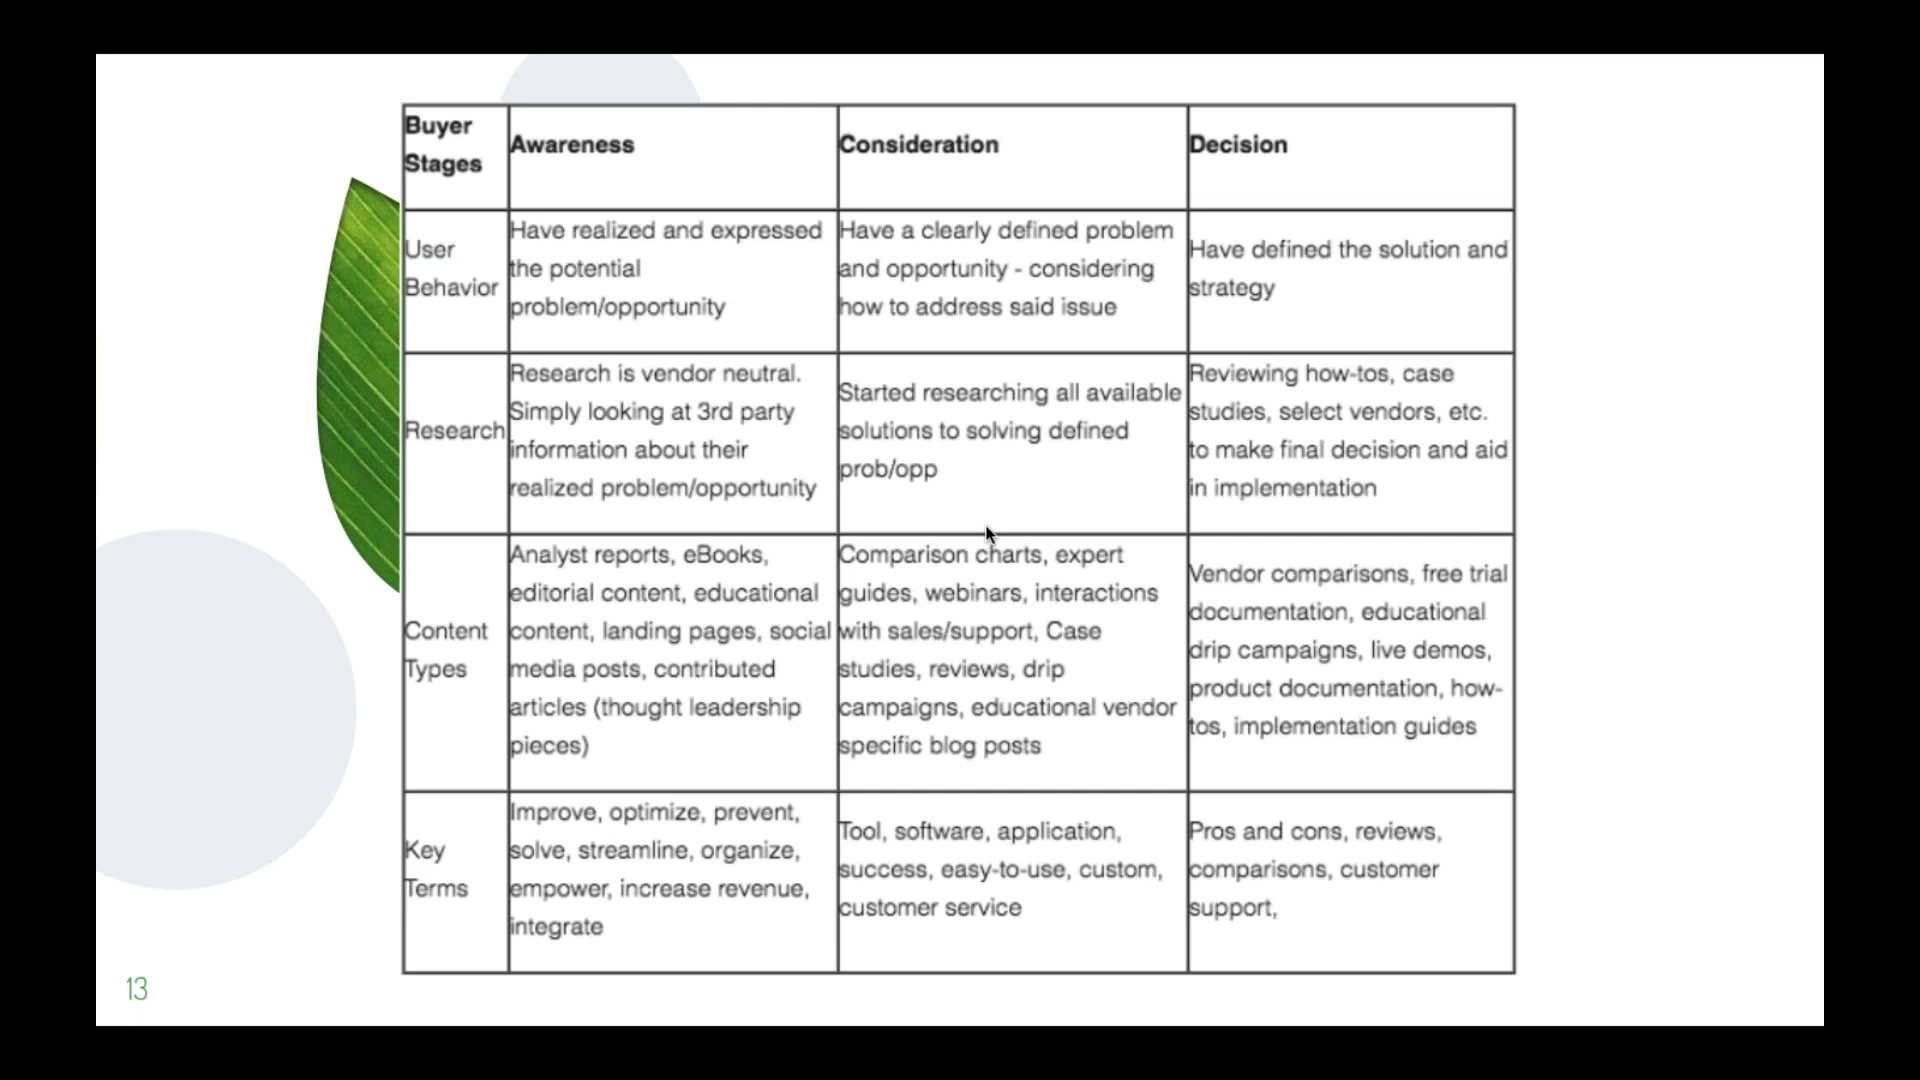 Buyer
Stages
Awareness
Consideration
Decision
User
Behavior
Have realized and expressed
the potential
problem/opportunity
Have a clearly defined problem
and opportunity - considering
how to address said issue
Have defined the solution and
strategy
Research
Research is vendor neutral.
Simply looking at 3rd party
information about their
realized problem/opportunity
Started researching all available
solutions to solving defined
prob/opp
Reviewing how-tos, case
studies, select vendors, etc.
to make final decision and aid
in implementation
Content
Types
Analyst reports, eBooks,
editorial content, educational
content, landing pages, social
media posts, contributed
articles (thought leadership
pieces)
Comparison charts, expert
guides, webinars, interactions
with sales/support, Case
studies, reviews, drip
campaigns, educational vendor
specific blog posts
Vendor comparisons, free trial
documentation, educational
drip campaigns, live demos,
product documentation, how-
tos, implementation guides
Key
Terms
Improve, optimize, prevent,
solve, streamline, organize,
empower, increase revenue,
integrate
Tool, software, application,
success, easy-to-use, custom,
customer service
Pros and cons, reviews,
comparisons, customer
support,
13